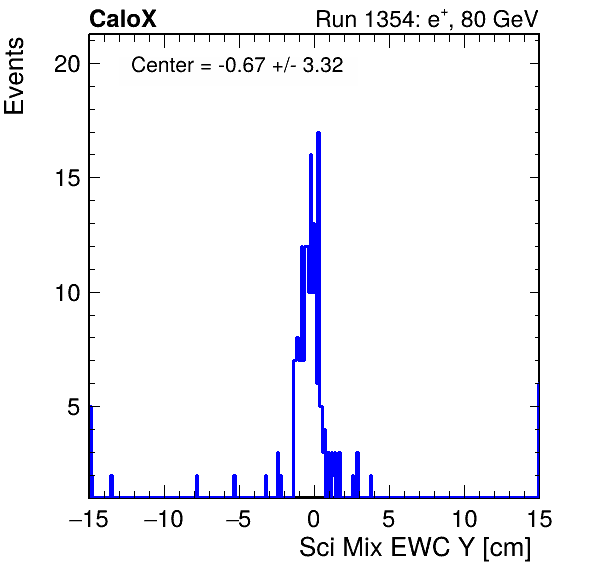 CaloX Run 1354: e⁺, 80 GeV
Events
Center = -0.67 +/- 3.32
20
15
10
5
−15 −10 −5 0 5 10 15
Sci Mix EWC Y [cm]